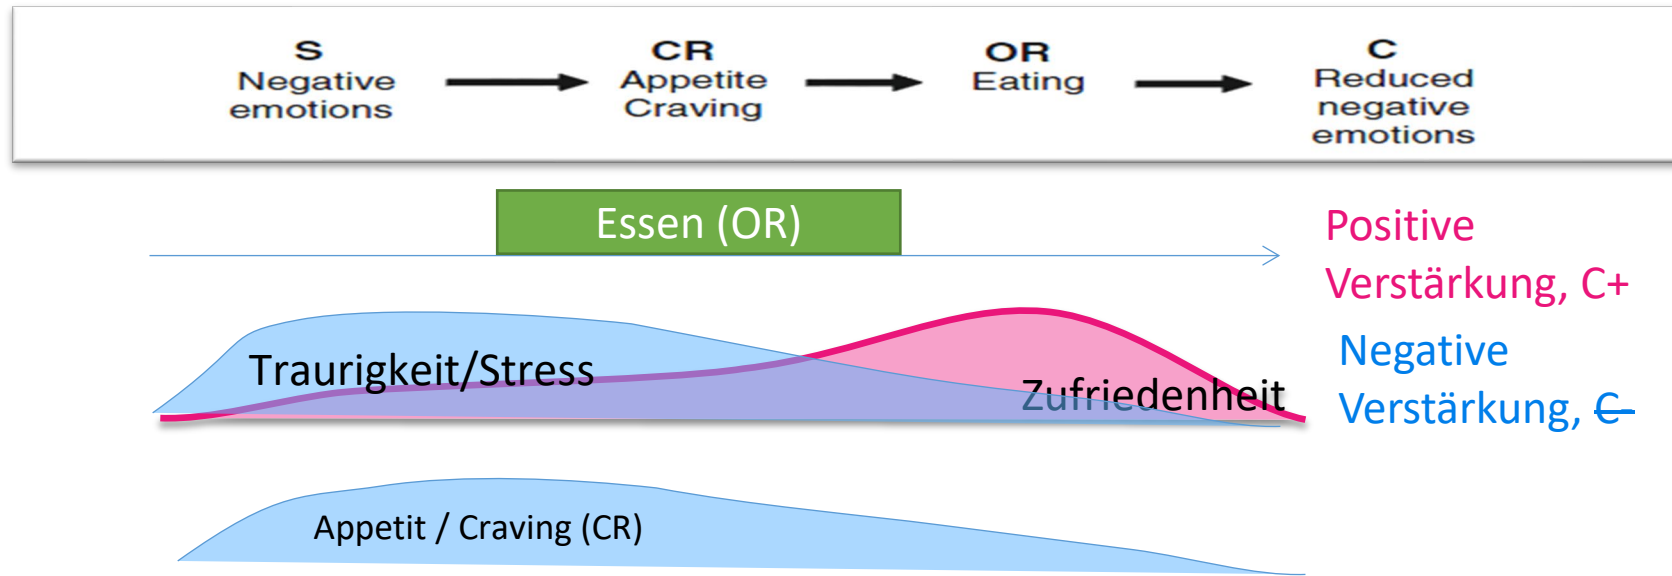 S
Negative
emotions
CR
Appetite
Craving
OR
Eating
C
Reduced
negative
emotions
Essen (OR)
Positive
Verstärkung, C+
Traurigkeit/Stress
Zufriedenheit
Negative
Verstärkung, C-
Appetit / Craving (CR)